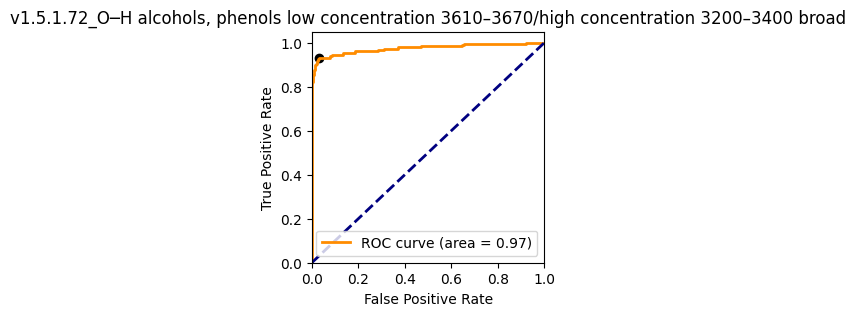 v1.5.1.72_O─H alcohols, phenols low concentration 3610–3670/high concentration 3200–3400 broad
1.0
0.8
0.6
0.4
0.2
0.0
True Positive Rate
ROC curve (area = 0.97)
0.0 0.2 0.4 0.6 0.8 1.0
False Positive Rate